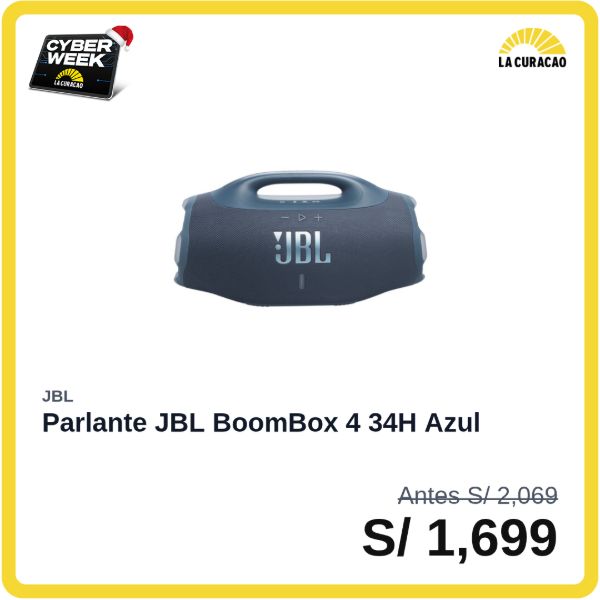 CYBER
WEEK
LA CURACAO
LA CURACAO
JBL
JBL
Parlante JBL BoomBox 4 34H Azul
Antes S/ 2,069
S/ 1,699